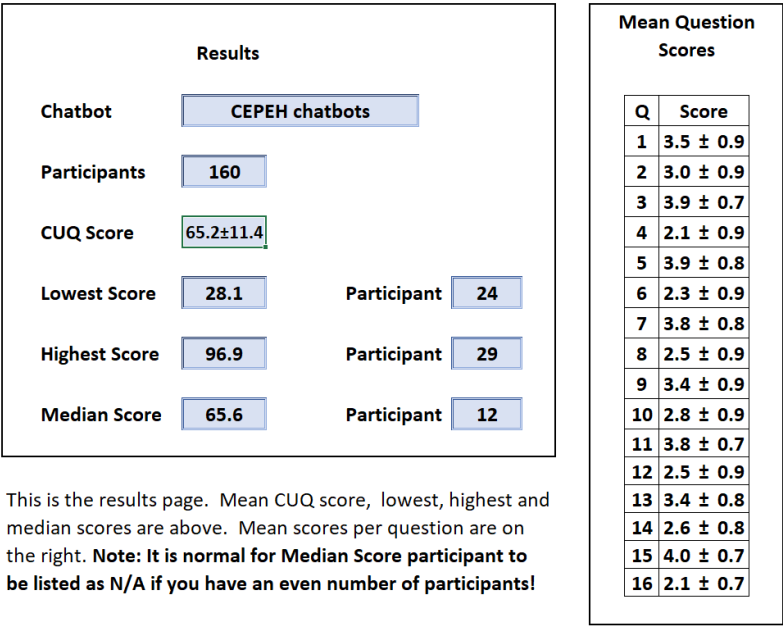 Results
Chatbot CEPEH chatbots
Participants 160
CUQ Score 65.2±11.4
Lowest Score 28.1 Participant 24
Highest Score 96.9 Participant 29
Median Score 65.6 Participant 12
This is the results page. Mean CUQ score, lowest, highest and
median scores are above. Mean scores per question are on
the right. Note: It is normal for Median Score participant to
be listed as N/A if you have an even number of participants!
Mean Question
Scores
Q Score
1 3.5 ± 0.9
2 3.0 ± 0.9
3 3.9 ± 0.7
4 2.1 ± 0.9
5 3.9 ± 0.8
6 2.3 ± 0.9
7 3.8 ± 0.8
8 2.5 ± 0.9
9 3.4 ± 0.9
10 2.8 ± 0.9
11 3.8 ± 0.7
12 2.5 ± 0.9
13 3.4 ± 0.8
14 2.6 ± 0.8
15 4.0 ± 0.7
16 2.1 ± 0.7